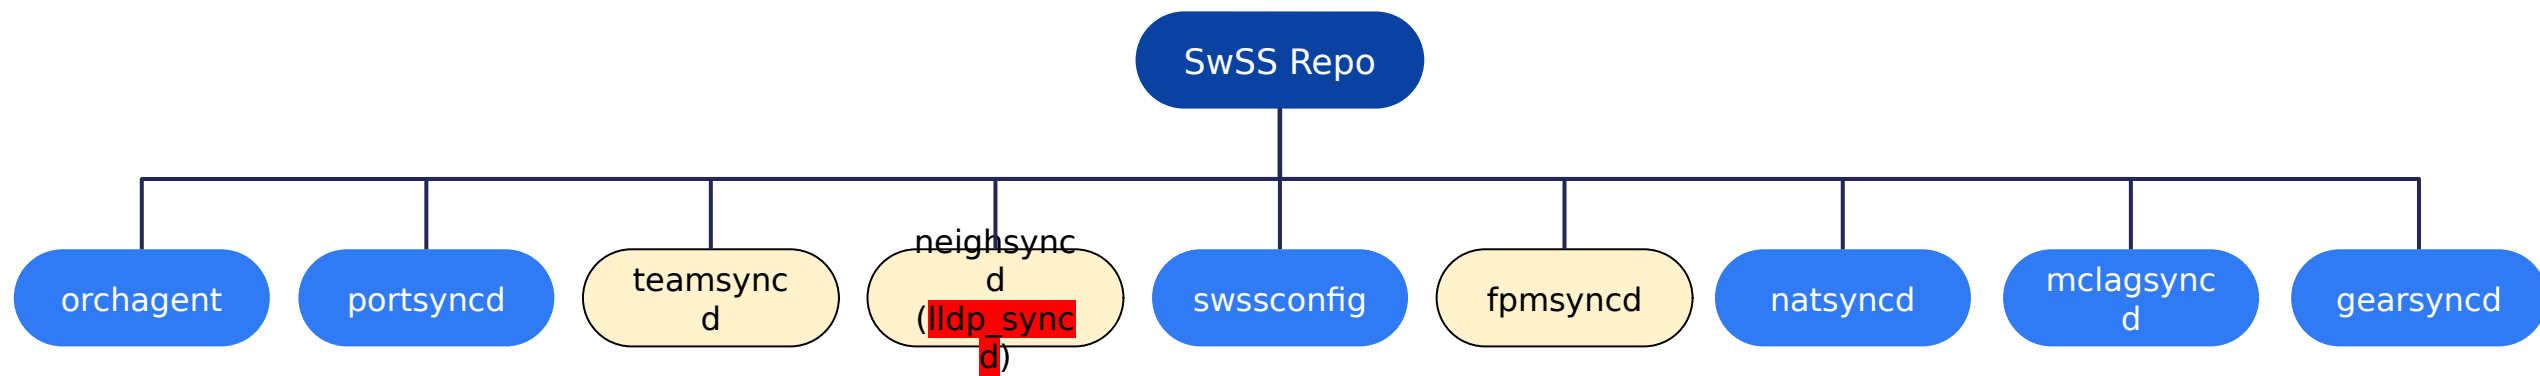 SwSS Repo
orchagent
portsyncd
teamsync
d
neighsync
d
(lldp_sync
d)
swssconfig
fpmsyncd
natsyncd
mclagsync
d
gearsyncd